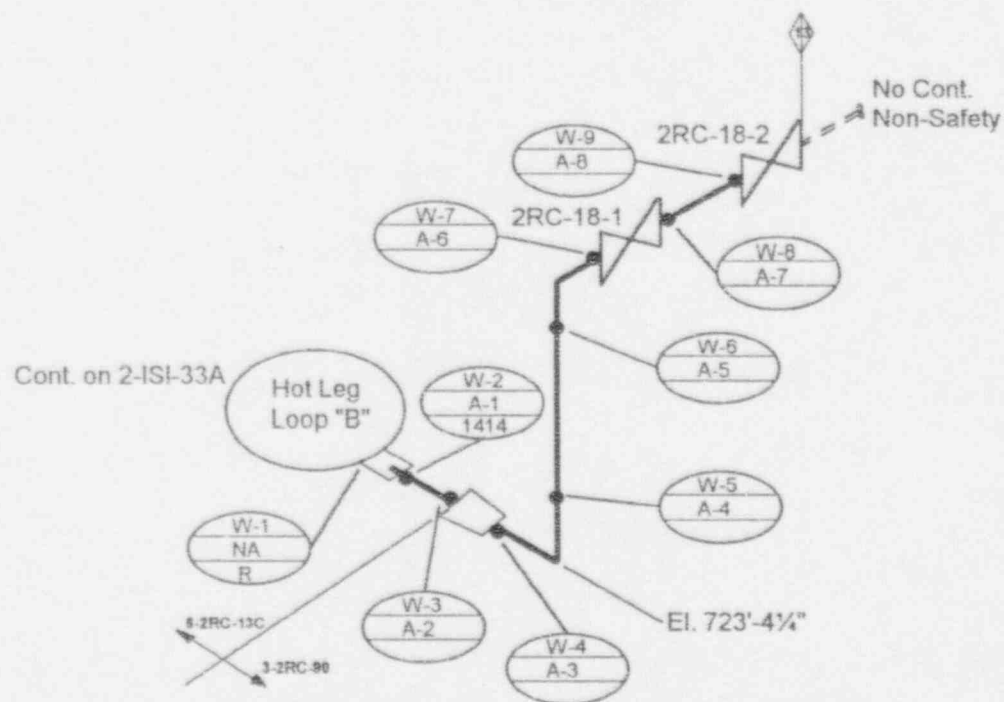 No Cont.
Non-Safety
2RC-18-2
W-9
A-8
2RC-18-1
W-7
A-6
W-8
A-7
W-6
A-5
Cont. on 2-ISI-33A
Hot Leg
Loop "B"
W-2
A-1
1414
W-5
A-4
W-1
NA
R
W-3
A-2
El. 723'-4¼"
W-4
A-3
-2RC-13C
3-2RC-90